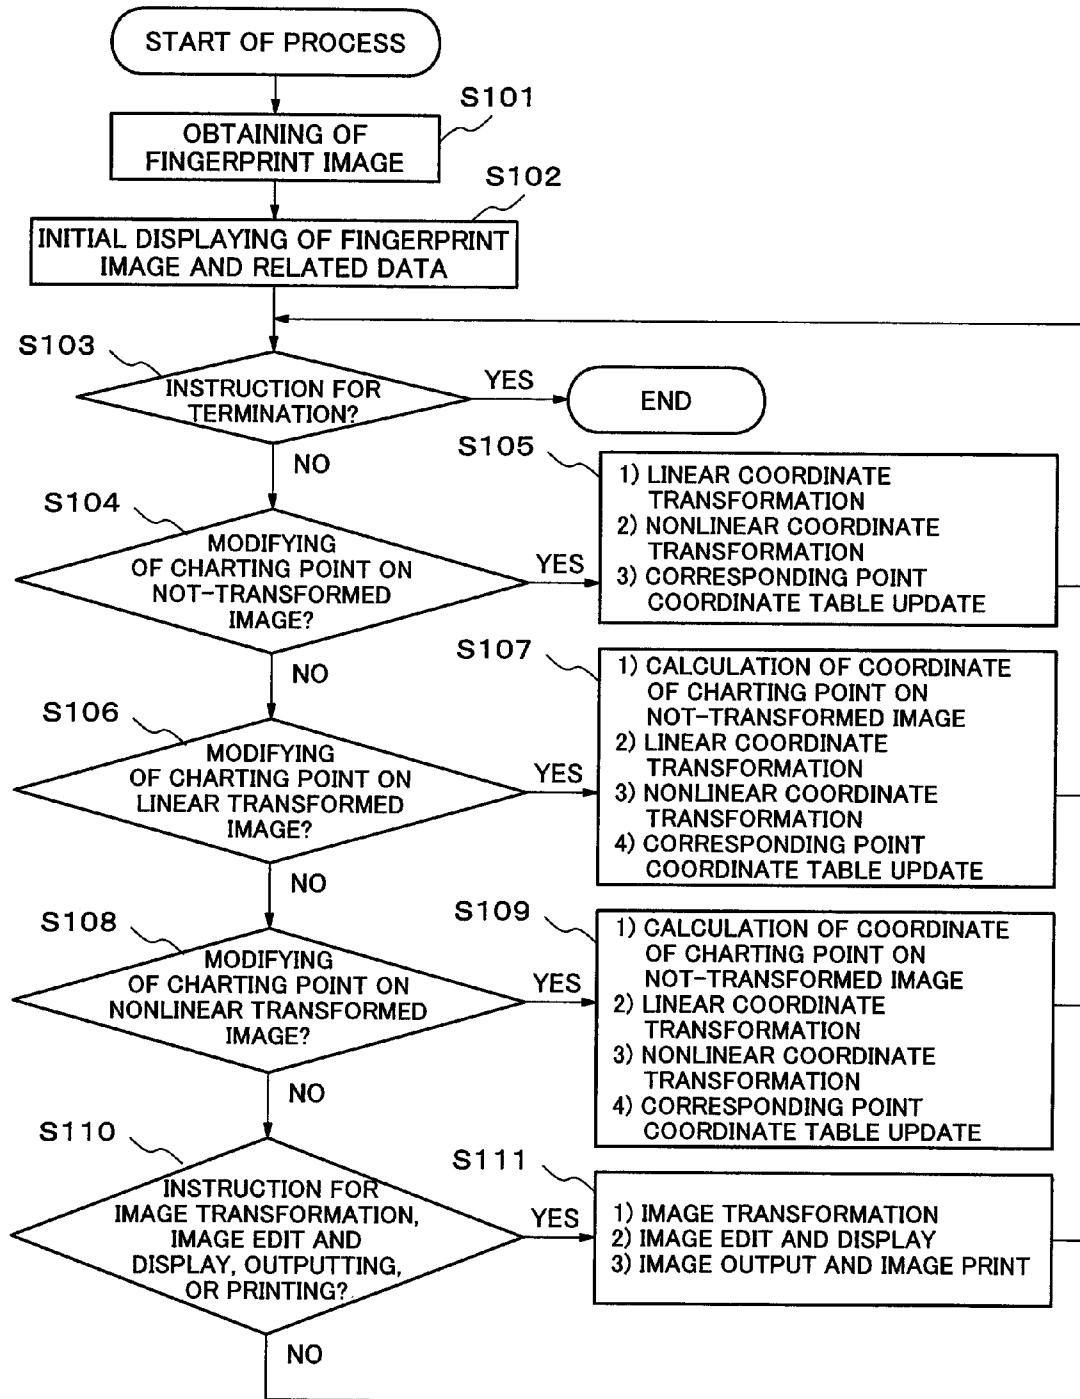 START OF PROCESS
S101
OBTAINING OF
FINGERPRINT IMAGE
S102
INITIAL DISPLAYING OF FINGERPRINT
IMAGE AND RELATED DATA
S103
INSTRUCTION FOR
TERMINATION?
YES
END
NO
S104
MODIFYING
OF CHARTING POINT ON
NOT-TRANSFORMED
IMAGE?
YES
S105
1) LINEAR COORDINATE
TRANSFORMATION
2) NONLINEAR COORDINATE
TRANSFORMATION
3) CORRESPONDING POINT
COORDINATE TABLE UPDATE
NO
S106
MODIFYING
OF CHARTING POINT ON
LINEAR TRANSFORMED
IMAGE?
YES
S107
1) CALCULATION OF COORDINATE
OF CHARTING POINT ON
NOT-TRANSFORMED IMAGE
2) LINEAR COORDINATE
TRANSFORMATION
3) NONLINEAR COORDINATE
TRANSFORMATION
4) CORRESPONDING POINT
COORDINATE TABLE UPDATE
NO
S108
MODIFYING
OF CHARTING POINT ON
NONLINEAR TRANSFORMED
IMAGE?
YES
S109
1) CALCULATION OF COORDINATE
OF CHARTING POINT ON
NOT-TRANSFORMED IMAGE
2) LINEAR COORDINATE
TRANSFORMATION
3) NONLINEAR COORDINATE
TRANSFORMATION
4) CORRESPONDING POINT
COORDINATE TABLE UPDATE
NO
S110
INSTRUCTION FOR
IMAGE TRANSFORMATION,
IMAGE EDIT AND
DISPLAY, OUTPUTTING,
OR PRINTING?
YES
S111
1) IMAGE TRANSFORMATION
2) IMAGE EDIT AND DISPLAY
3) IMAGE OUTPUT AND IMAGE PRINT
NO